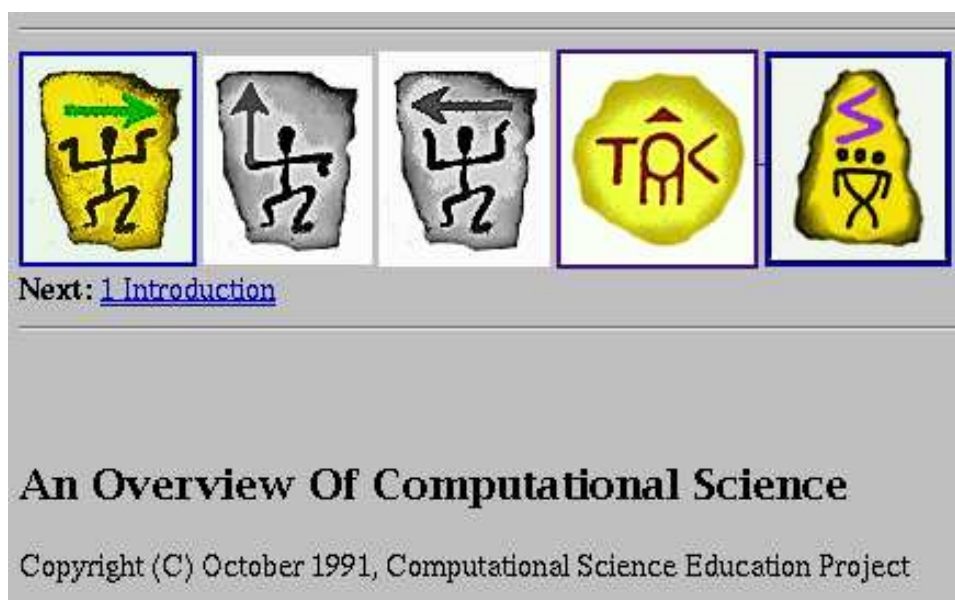 Next: 1 Introduction
An Overview Of Computational Science
Copyright (C) October 1991, Computational Science Education Project